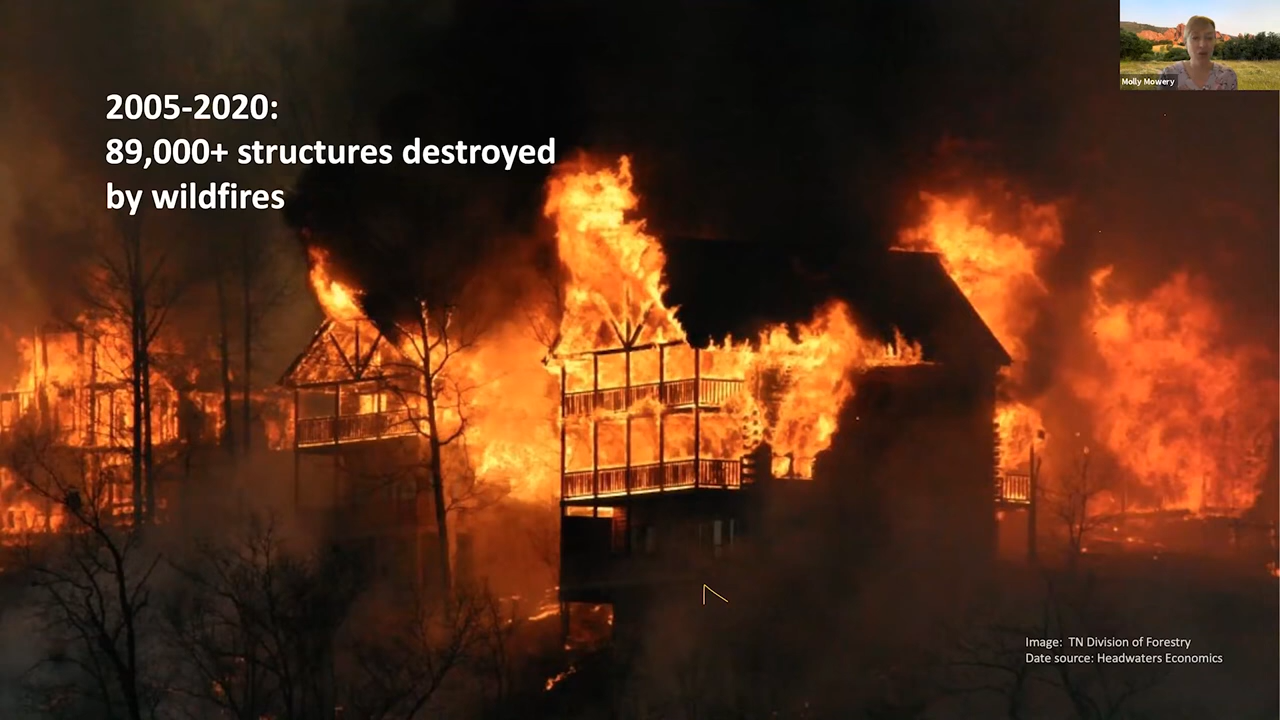 Molly Mowery
2005-2020:
89,000+ structures destroyed
by wildfires
Image: TN Division of Forestry
Date source: Headwaters Economics